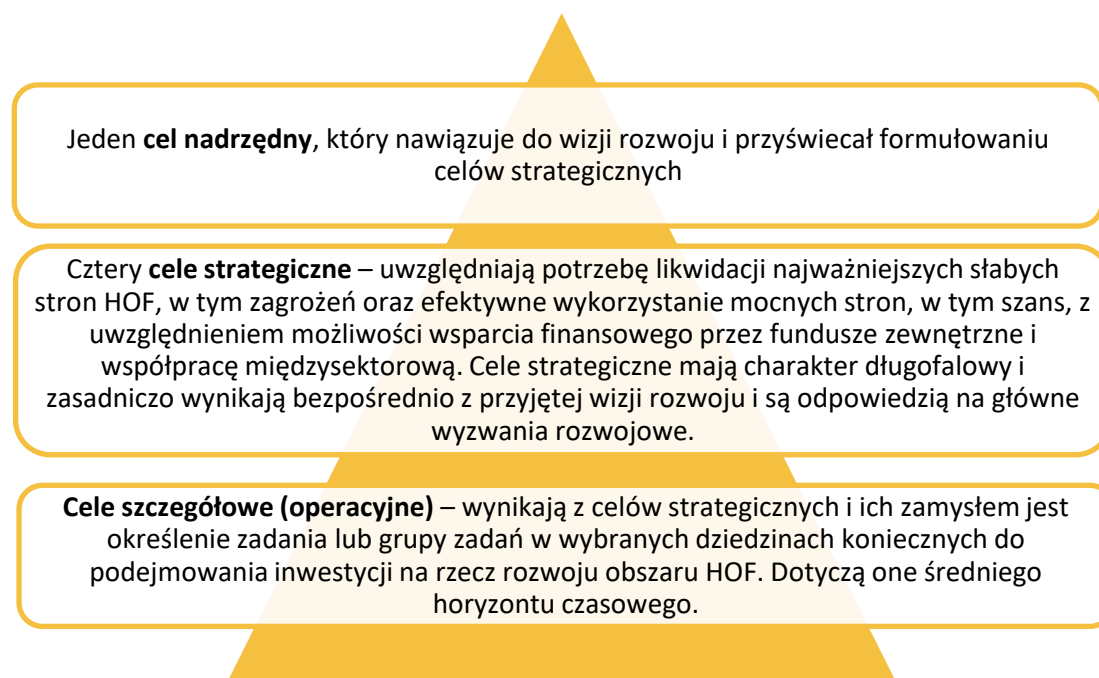 Jeden cel nadrzędny, który nawiązuje do wizji rozwoju i przyświecał formułowaniu
celów strategicznych
Cztery cele strategiczne – uwzględniają potrzebę likwidacji najważniejszych słabych
stron HOF, w tym zagrożeń oraz efektywne wykorzystanie mocnych stron, w tym szans, z
uwzględnieniem możliwości wsparcia finansowego przez fundusze zewnętrzne i
współpracę międzysektorową. Cele strategiczne mają charakter długofalowy i
zasadniczo wynikają bezpośrednio z przyjętej wizji rozwoju i są odpowiedzią na główne
wyzwania rozwojowe.
Cele szczegółowe (operacyjne) – wynikają z celów strategicznych i ich zamysłem jest
określenie zadania lub grupy zadań w wybranych dziedzinach koniecznych do
podejmowania inwestycji na rzecz rozwoju obszaru HOF. Dotyczą one średniego
horyzontu czasowego.